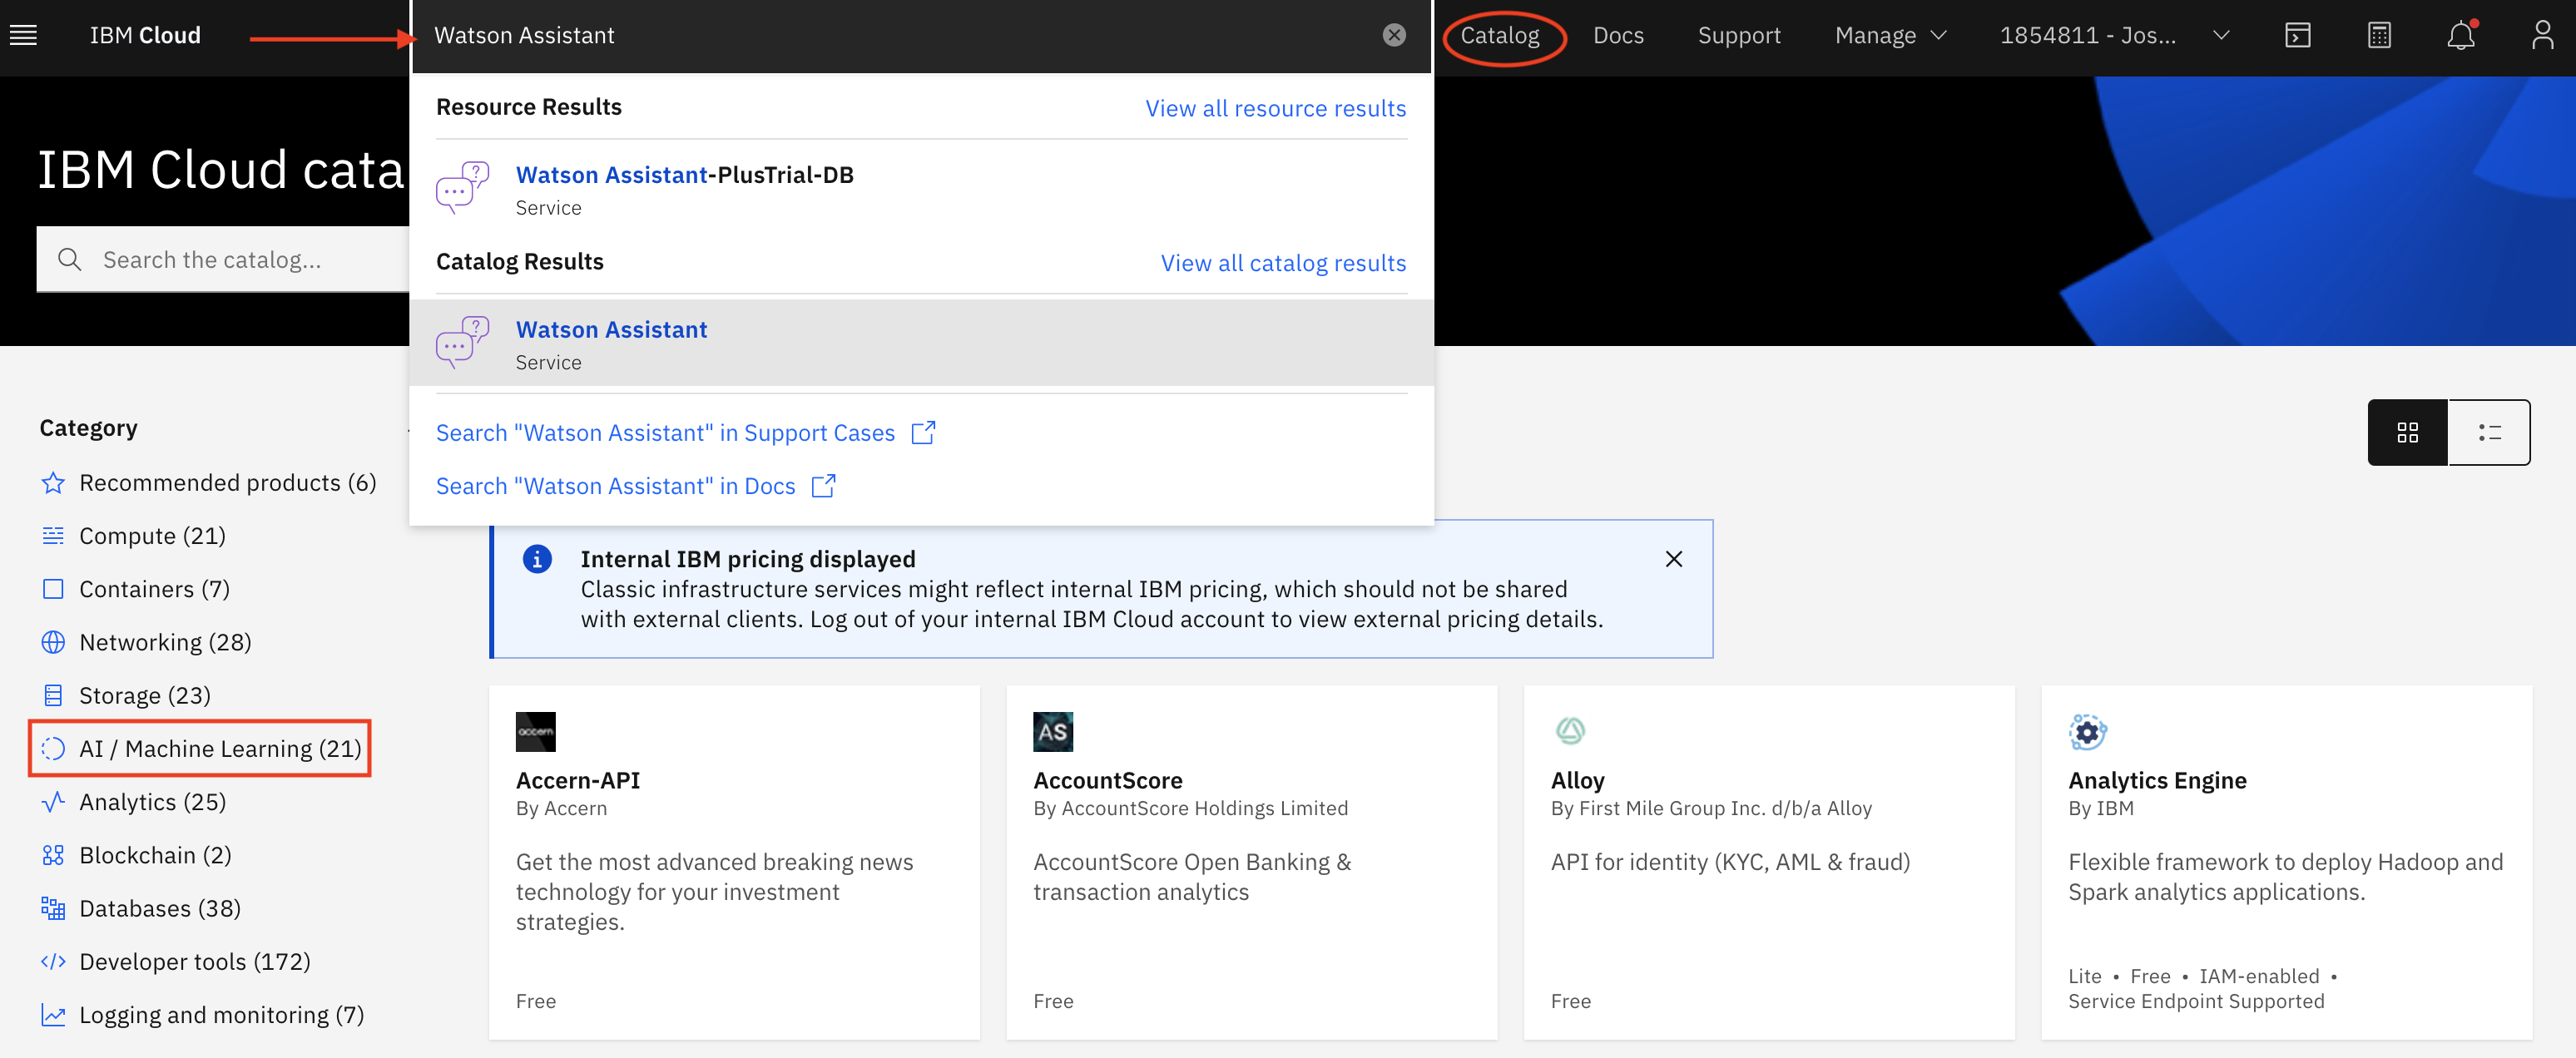 IBM Cloud
Watson Assistant
Catalog
Docs
Support
Manage
1854811 - Jos...
IBM Cloud cata
Search the catalog...
Resource Results
View all resource results
Watson Assistant-PlusTrial-DB
Service
Catalog Results
View all catalog results
Watson Assistant
Service
Search "Watson Assistant" in Support Cases
Search "Watson Assistant" in Docs
Category
Recommended products (6)
Compute (21)
Containers (7)
Networking (28)
Storage (23)
AI / Machine Learning (21)
Analytics (25)
Blockchain (2)
Databases (38)
Developer tools (172)
Logging and monitoring (7)
Internal IBM pricing displayed
Classic infrastructure services might reflect internal IBM pricing, which should not be shared
with external clients. Log out of your internal IBM Cloud account to view external pricing details.
accern
Accern-API
By Accern
Get the most advanced breaking news
technology for your investment
strategies.
Free
AS
AccountScore
By AccountScore Holdings Limited
AccountScore Open Banking &
transaction analytics
Free
Alloy
By First Mile Group Inc. d/b/a Alloy
API for identity (KYC, AML & fraud)
Free
Analytics Engine
By IBM
Flexible framework to deploy Hadoop and
Spark analytics applications.
Lite • Free • IAM-enabled •
Service Endpoint Supported